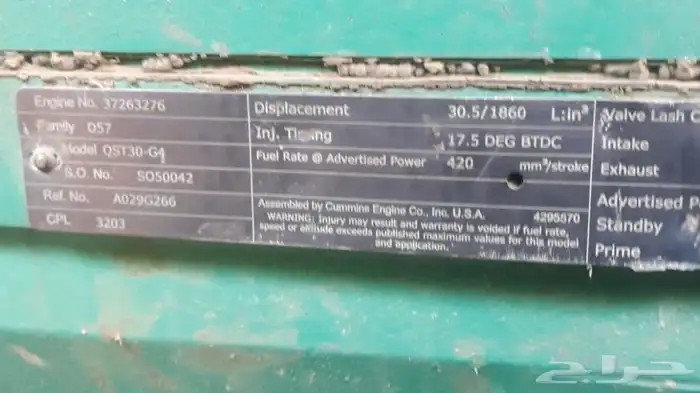 Engine No. 37263276
Family D57
Model QST30-G4
S.O. No. SO50042
Ref. No. A029G266
CPL 3203
Displacement 30.5/1860 L:in³
Inj. Timing 17.5 DEG BTDC
Fuel Rate @ Advertised Power 420 mm³/stroke
Assembled by Cummins Engine Co., Inc. U.S.A. 4295570
WARNING: Injury may result and warranty is voided if fuel rate,
speed or altitude exceeds published maximum values for this model
and application.
Valve Lash C
Intake
Exhaust
Advertised P
Standby
Prime
حراج